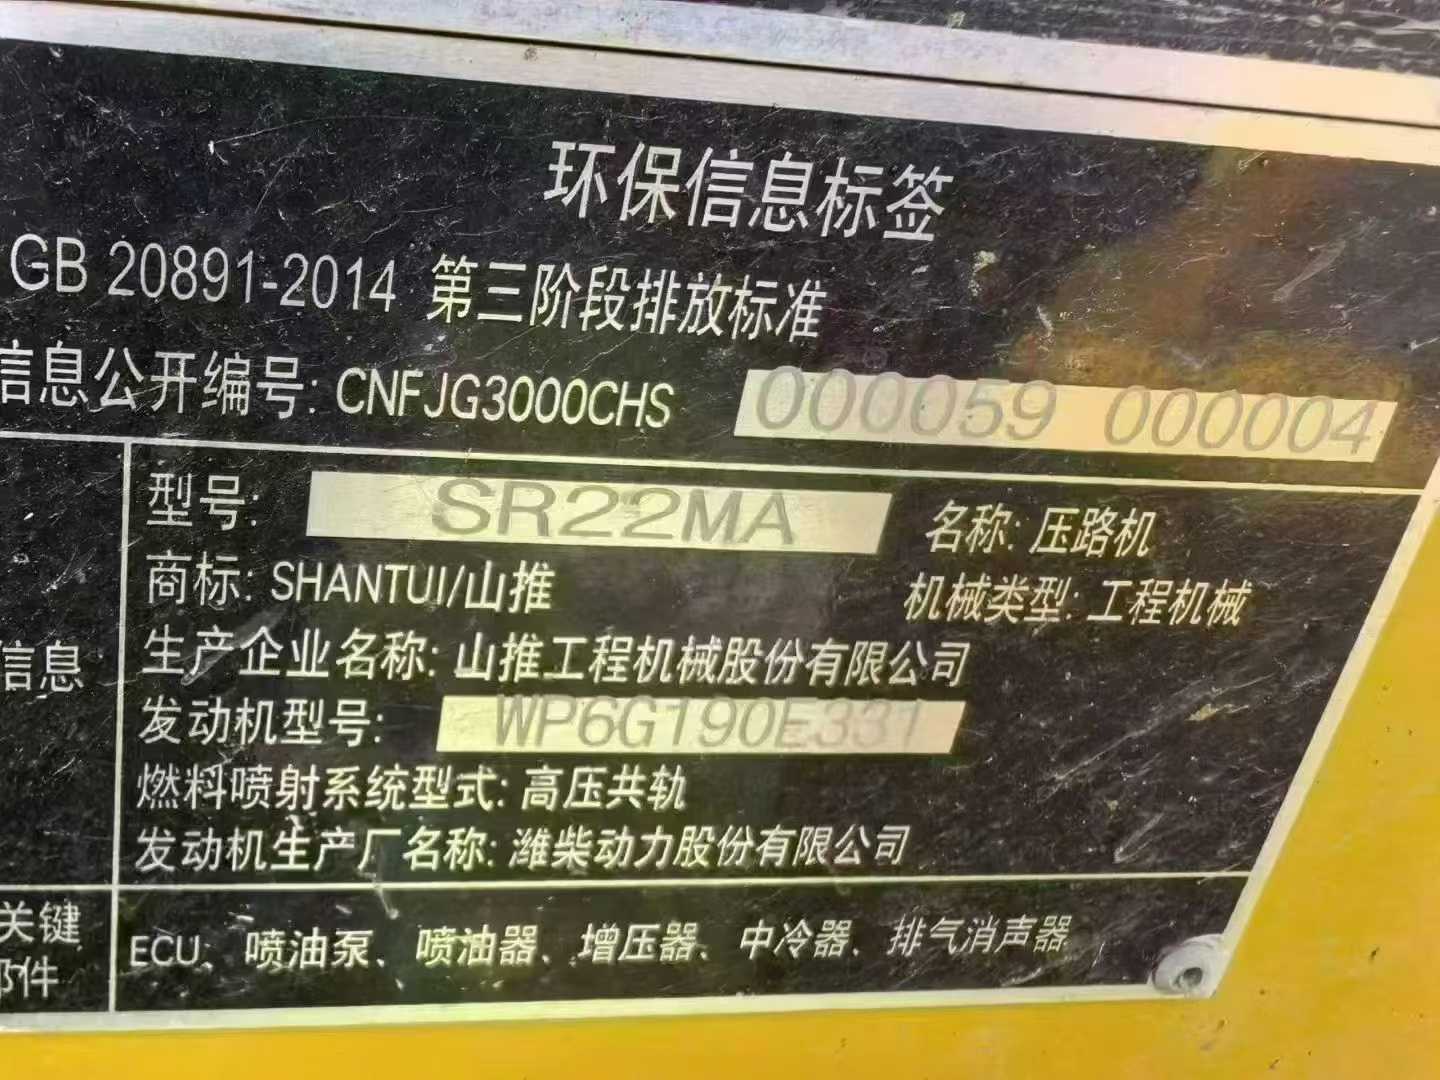 环保信息标签
GB 20891-2014 第三阶段排放标准
信息公开编号: CNFJG3000CHS 000059 000004
型号: SR22MA 名称: 压路机
商标: SHANTUI/山推 机械类型: 工程机械
信息
生产企业名称: 山推工程机械股份有限公司
发动机型号: WP6G190E331
燃料喷射系统型式: 高压共轨
发动机生产厂名称: 潍柴动力股份有限公司
关键
部件
ECU、喷油泵、喷油器、增压器、中冷器、排气消声器